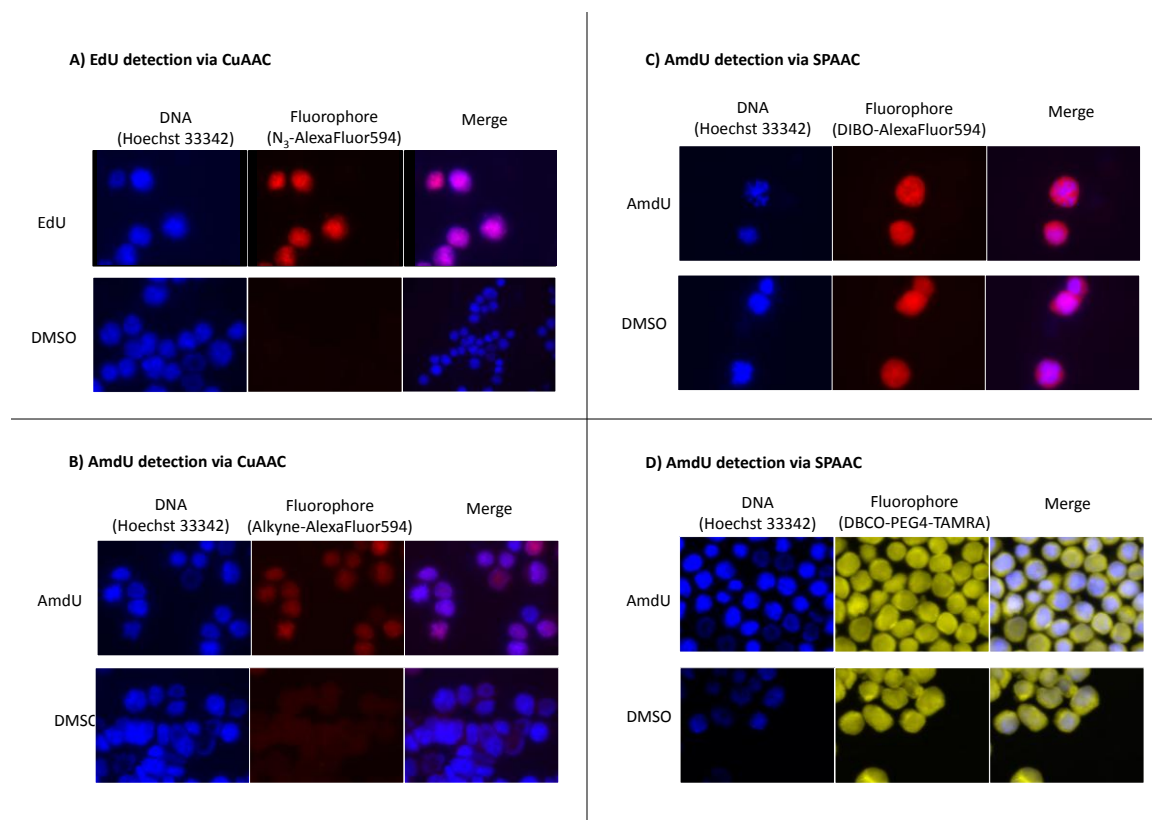 A) EdU detection via CuAAC
DNA
(Hoechst 33342)
Fluorophore
(N₃-AlexaFluor594)
Merge
EdU
DMSO
B) AmdU detection via CuAAC
DNA
(Hoechst 33342)
Fluorophore
(Alkyne-AlexaFluor594)
Merge
AmdU
DMSC
C) AmdU detection via SPAAC
DNA
(Hoechst 33342)
Fluorophore
(DIBO-AlexaFluor594)
Merge
AmdU
DMSO
D) AmdU detection via SPAAC
DNA
(Hoechst 33342)
Fluorophore
(DBCO-PEG4-TAMRA)
Merge
AmdU
DMSO